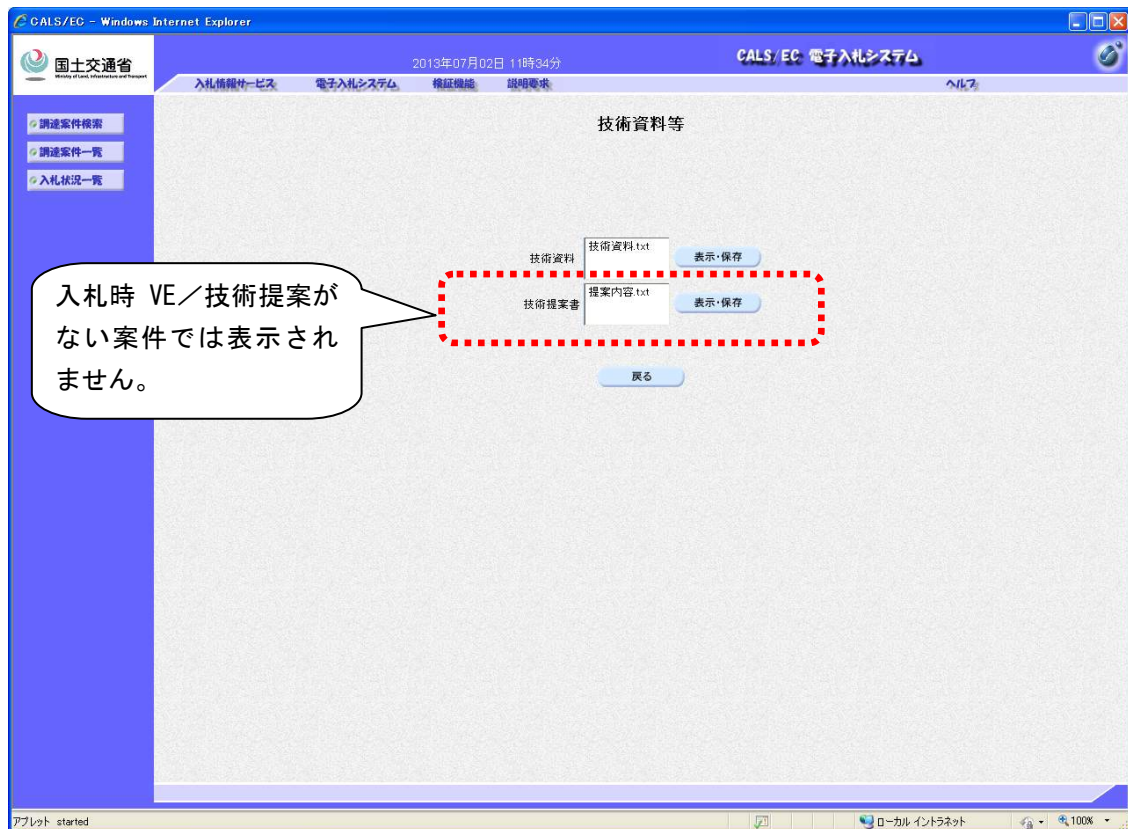 CALS/EC - Windows Internet Explorer
国土交通省
Ministry of Land, Infrastructure and Transport
2013年07月02日 11時34分
CALS/EC 電子入札システム
入札情報サービス 電子入札システム 検証機能 説明要求 ヘルプ
調達案件検索
調達案件一覧
入札状況一覧
技術資料等
技術資料 技術資料.txt 表示・保存
技術提案書 提案内容.txt 表示・保存
戻る
入札時 VE／技術提案が
ない案件では表示され
ません。
アプレット started
ローカル イントラネット
100%